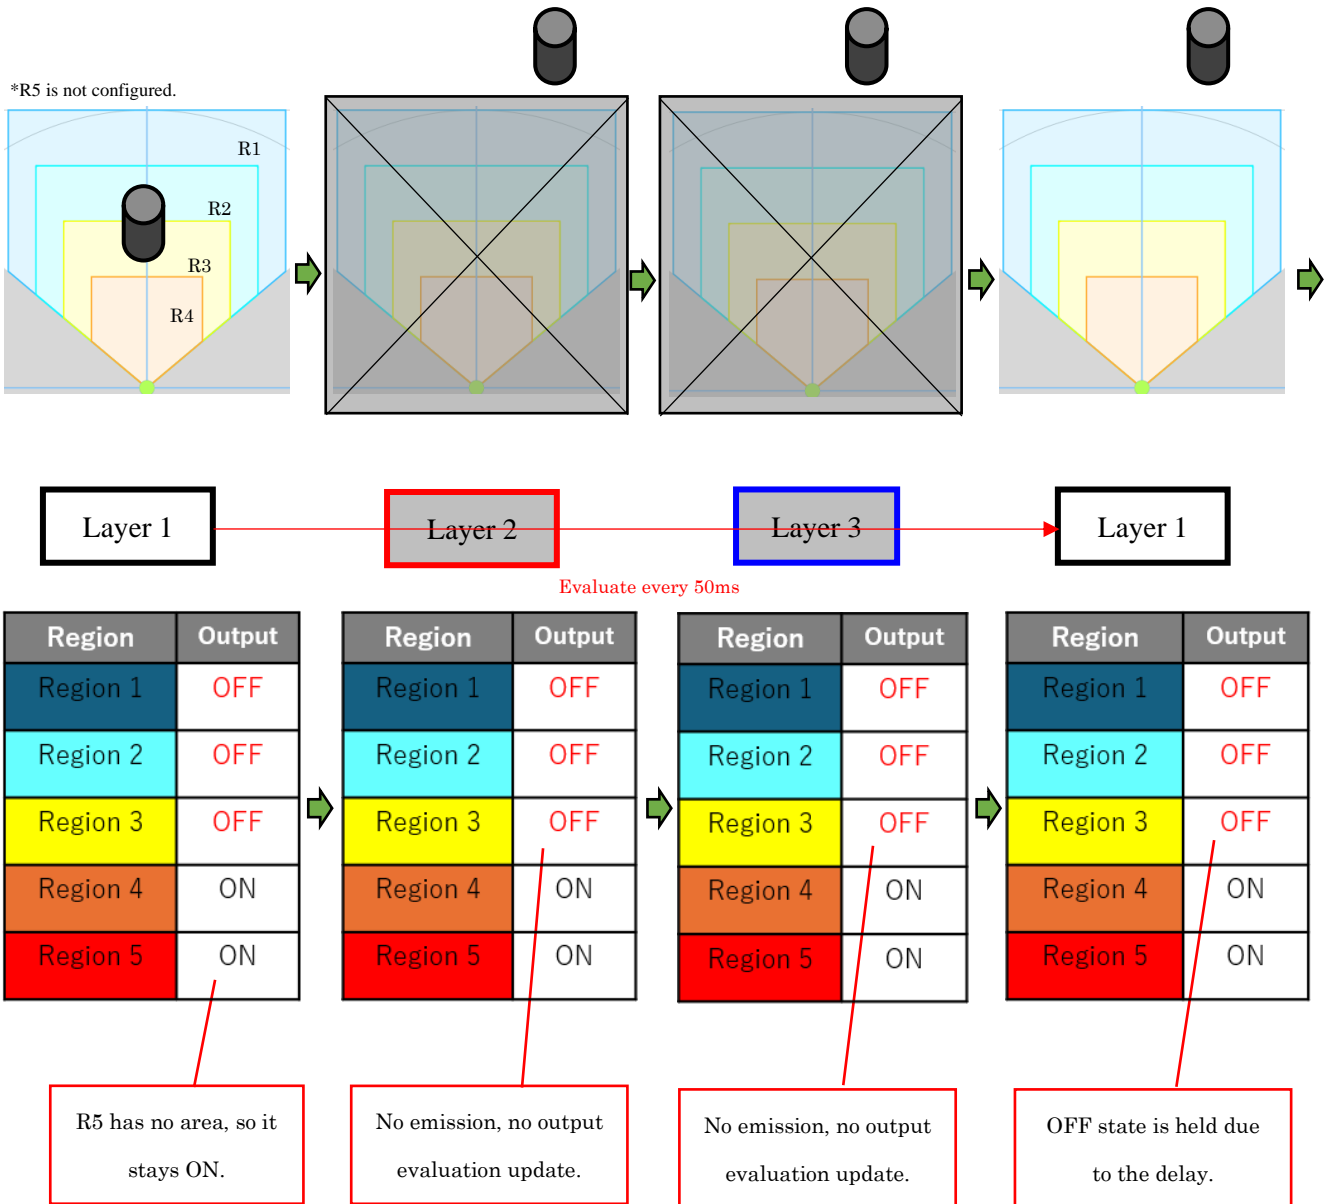 *R5 is not configured.
R1
R2
R3
R4
Layer 1
Layer 2
Layer 3
Layer 1
Evaluate every 50ms
Region Output
Region 1 OFF
Region 2 OFF
Region 3 OFF
Region 4 ON
Region 5 ON
Region Output
Region 1 OFF
Region 2 OFF
Region 3 OFF
Region 4 ON
Region 5 ON
Region Output
Region 1 OFF
Region 2 OFF
Region 3 OFF
Region 4 ON
Region 5 ON
Region Output
Region 1 OFF
Region 2 OFF
Region 3 OFF
Region 4 ON
Region 5 ON
R5 has no area, so it
stays ON.
No emission, no output
evaluation update.
No emission, no output
evaluation update.
OFF state is held due
to the delay.